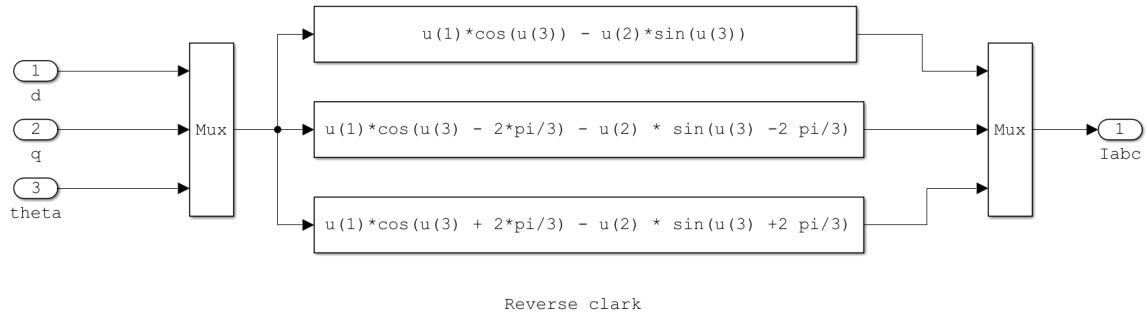 u(1)*cos(u(3)) - u(2)*sin(u(3))
1
d
2
q
3
theta
Mux
u(1)*cos(u(3) - 2*pi/3) - u(2) * sin(u(3) -2 pi/3)
u(1)*cos(u(3) + 2*pi/3) - u(2) * sin(u(3) +2 pi/3)
Mux
1
Iabc
Reverse clark